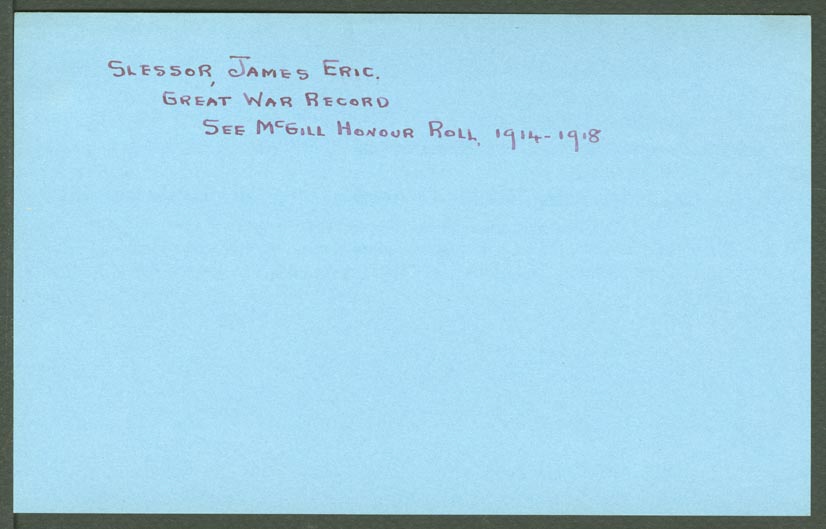 SLESSOR, JAMES ERIC.
GREAT WAR RECORD
SEE McGILL HONOUR ROLL, 1914-1918